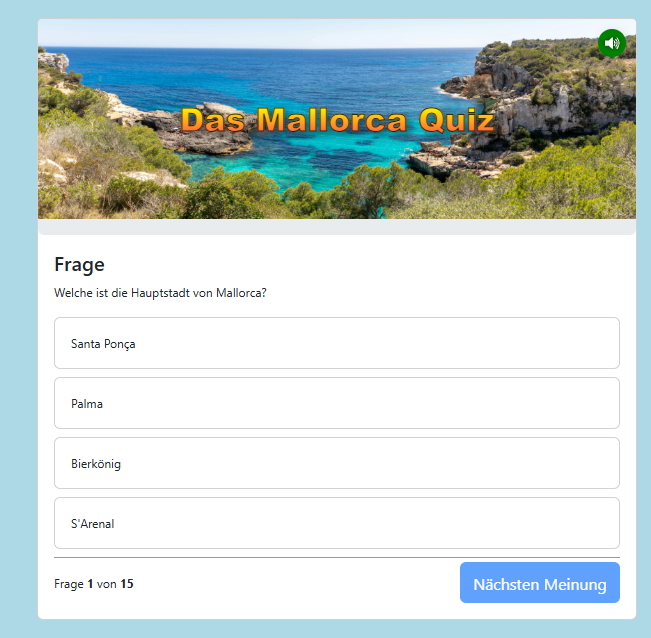 Das Mallorca Quiz
Frage
Welche ist die Hauptstadt von Mallorca?
Santa Ponça
Palma
Bierkönig
S'Arenal
Frage 1 von 15
Nächsten Meinung